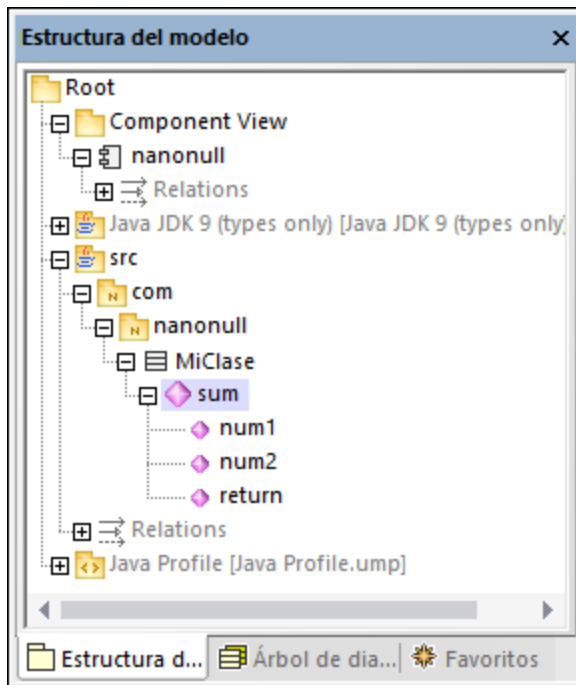 Estructura del modelo
Root
Component View
nanonull
Relations
Java JDK 9 (types only) [Java JDK 9 (types only)
src
com
N
nanonull
N
MiClase
sum
num1
num2
return
Relations
Java Profile [Java Profile.ump]
Estructura d... Árbol de dia... Favoritos